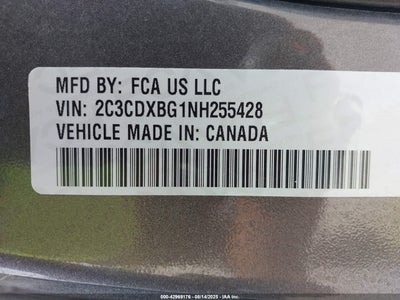 MFD BY: FCA US LLC
VIN: 2C3CDXBG1NH255428
VEHICLE MADE IN: CANADA
000-42969176 - 08/14/2025 - IAA Inc.